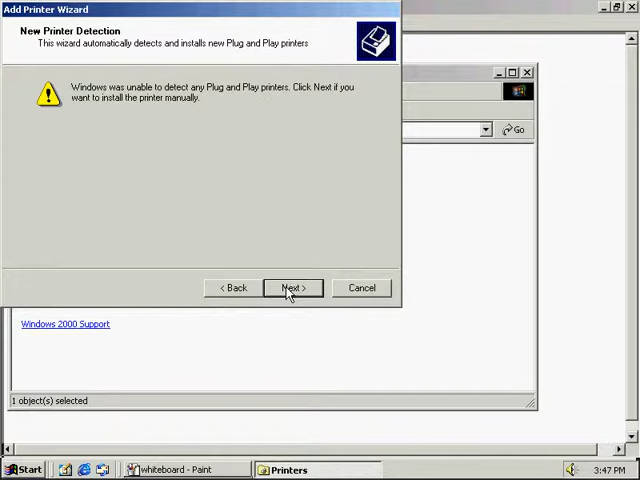 Add Printer Wizard
New Printer Detection
This wizard automatically detects and installs new Plug and Play printers
Windows was unable to detect any Plug and Play printers. Click Next if you
want to install the printer manually.
Go
< Back
Next >
Cancel
Windows 2000 Support
1 object(s) selected
Start
whiteboard - Paint
Printers
3:47 PM